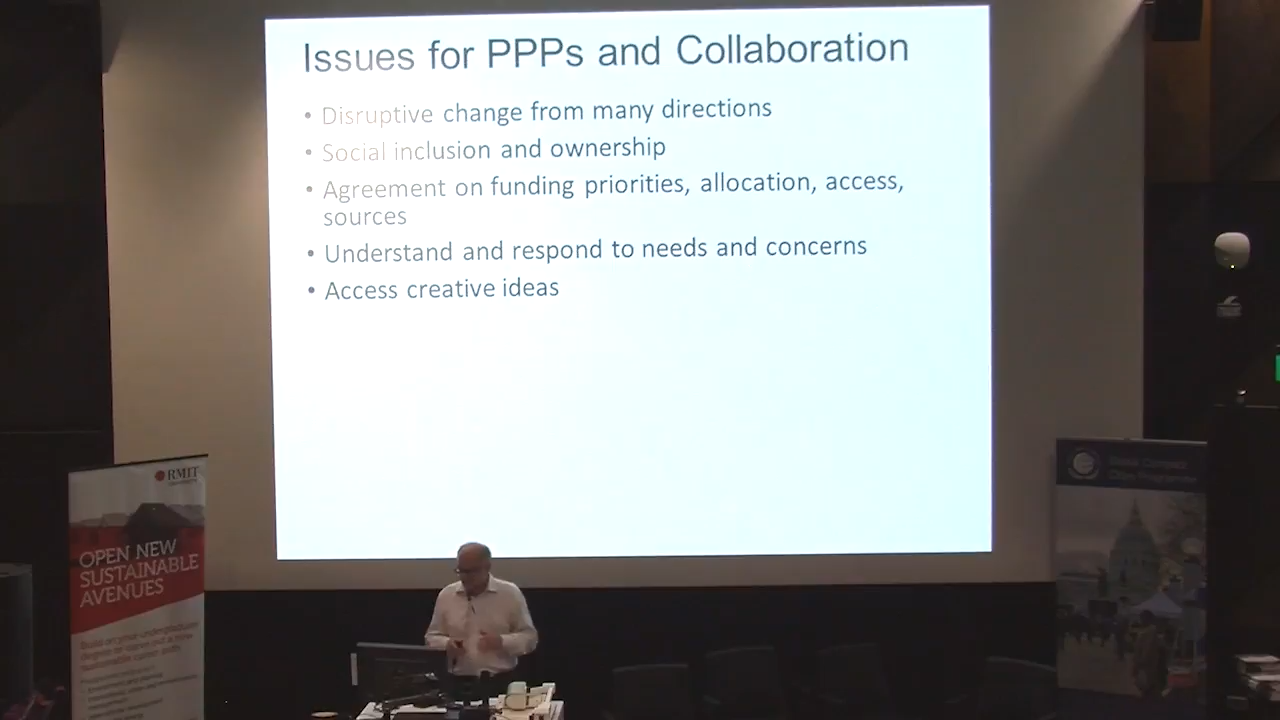 Issues for PPPs and Collaboration
• Disruptive change from many directions
• Social inclusion and ownership
• Agreement on funding priorities, allocation, access,
sources
• Understand and respond to needs and concerns
• Access creative ideas
RMIT
OPEN NEW
SUSTAINABLE
AVENUES